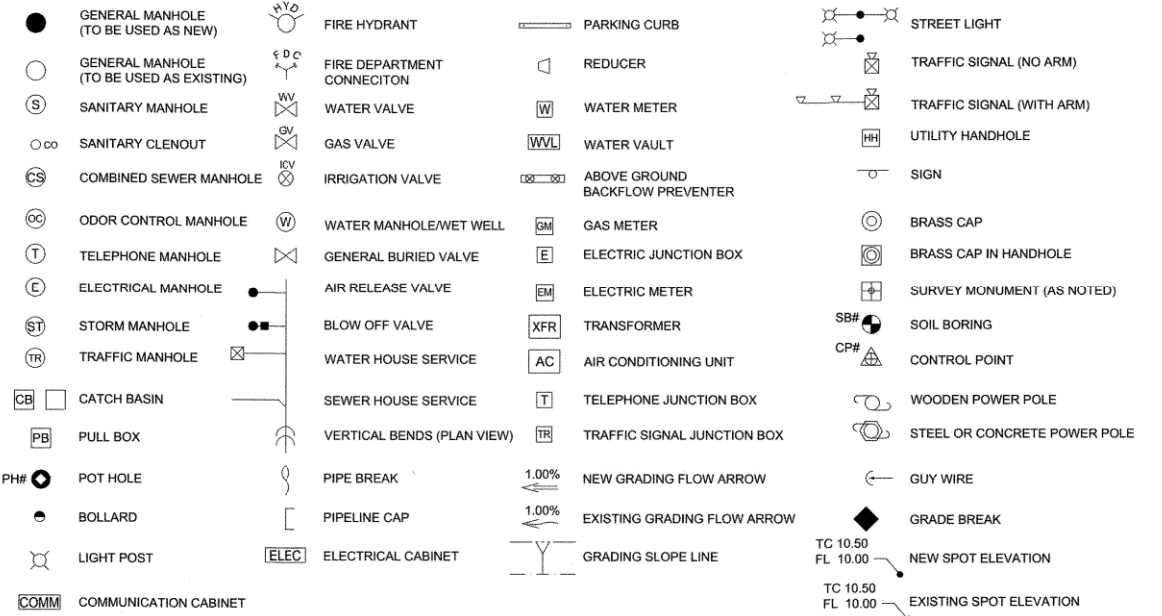 GENERAL MANHOLE
(TO BE USED AS NEW)
GENERAL MANHOLE
(TO BE USED AS EXISTING)
S SANITARY MANHOLE
CO SANITARY CLENOUT
CS COMBINED SEWER MANHOLE
OC ODOR CONTROL MANHOLE
T TELEPHONE MANHOLE
E ELECTRICAL MANHOLE
ST STORM MANHOLE
TR TRAFFIC MANHOLE
CB CATCH BASIN
PB PULL BOX
PH# POT HOLE
BOLLARD
LIGHT POST
COMM COMMUNICATION CABINET
HYD FIRE HYDRANT
FDC FIRE DEPARTMENT
CONNECITON
WV WATER VALVE
GV GAS VALVE
ICV IRRIGATION VALVE
W WATER MANHOLE/WET WELL
GENERAL BURIED VALVE
AIR RELEASE VALVE
BLOW OFF VALVE
WATER HOUSE SERVICE
SEWER HOUSE SERVICE
VERTICAL BENDS (PLAN VIEW)
PIPE BREAK
PIPELINE CAP
ELEC ELECTRICAL CABINET
PARKING CURB
REDUCER
W WATER METER
WVL WATER VAULT
ABOVE GROUND
BACKFLOW PREVENTER
GM GAS METER
E ELECTRIC JUNCTION BOX
EM ELECTRIC METER
XFR TRANSFORMER
AC AIR CONDITIONING UNIT
T TELEPHONE JUNCTION BOX
TR TRAFFIC SIGNAL JUNCTION BOX
1.00% NEW GRADING FLOW ARROW
1.00% EXISTING GRADING FLOW ARROW
GRADING SLOPE LINE
STREET LIGHT
TRAFFIC SIGNAL (NO ARM)
TRAFFIC SIGNAL (WITH ARM)
HH UTILITY HANDHOLE
SIGN
BRASS CAP
BRASS CAP IN HANDHOLE
SURVEY MONUMENT (AS NOTED)
SB# SOIL BORING
CP# CONTROL POINT
WOODEN POWER POLE
STEEL OR CONCRETE POWER POLE
GUY WIRE
GRADE BREAK
TC 10.50
FL 10.00 NEW SPOT ELEVATION
TC 10.50
FL 10.00 EXISTING SPOT ELEVATION